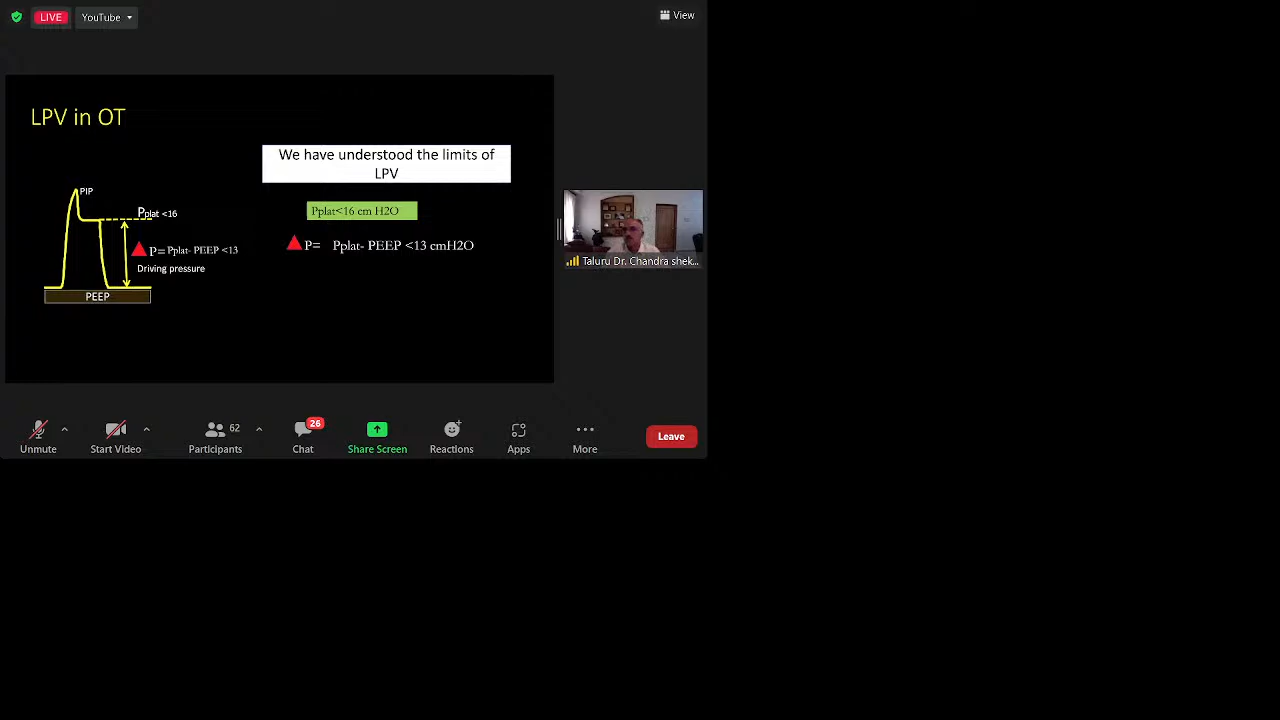 LIVE
YouTube
View
LPV in OT
We have understood the limits of
LPV
PIP
Pplat <16
P= Pplat- PEEP <13
Driving pressure
PEEP
Pplat<16 cm H2O
P= Pplat- PEEP <13 cmH2O
Taluru Dr. Chandra shek...
Unmute
Start Video
62
Participants
26
Chat
Share Screen
Reactions
Apps
More
Leave